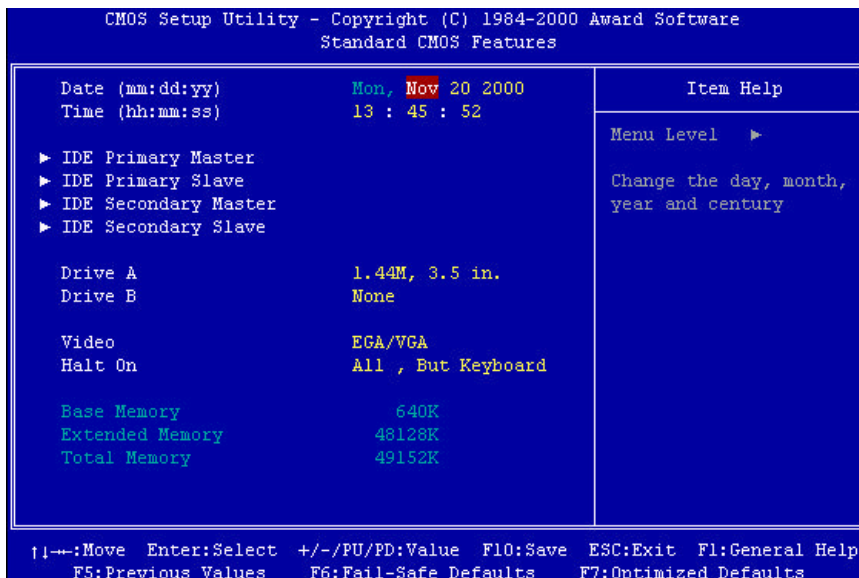 CMOS Setup Utility - Copyright (C) 1984-2000 Award Software
Standard CMOS Features
Date (mm:dd:yy) Mon, Nov 20 2000
Time (hh:mm:ss) 13 : 45 : 52
► IDE Primary Master
► IDE Primary Slave
► IDE Secondary Master
► IDE Secondary Slave
Drive A 1.44M, 3.5 in.
Drive B None
Video EGA/VGA
Halt On All , But Keyboard
Base Memory 640K
Extended Memory 48128K
Total Memory 49152K
Item Help
Menu Level ►
Change the day, month,
year and century
↑↓→←:Move Enter:Select +/-/PU/PD:Value F10:Save ESC:Exit F1:General Help
F5:Previous Values F6:Fail-Safe Defaults F7:Optimized Defaults